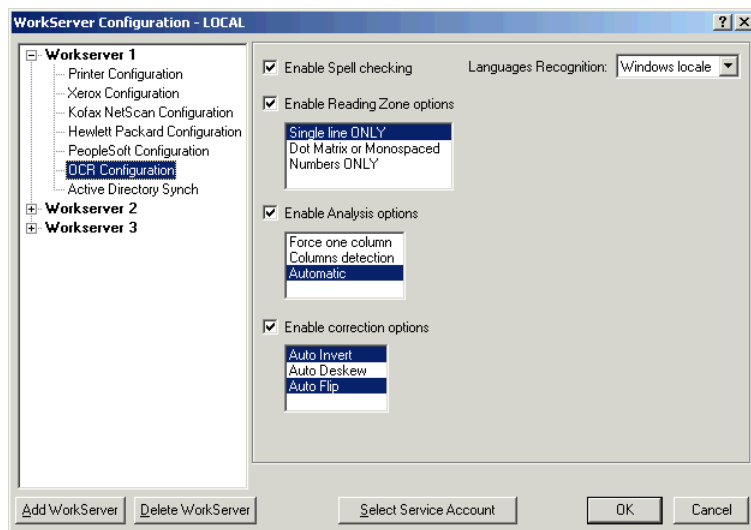 WorkServer Configuration - LOCAL
Workserver 1
Printer Configuration
Xerox Configuration
Kofax NetScan Configuration
Hewlett Packard Configuration
PeopleSoft Configuration
OCR Configuration
Active Directory Synch
Workserver 2
Workserver 3
Enable Spell checking
Languages Recognition: Windows locale
Enable Reading Zone options
Single line ONLY
Dot Matrix or Monospaced
Numbers ONLY
Enable Analysis options
Force one column
Columns detection
Automatic
Enable correction options
Auto Invert
Auto Deskew
Auto Flip
Add WorkServer Delete WorkServer Select Service Account OK Cancel